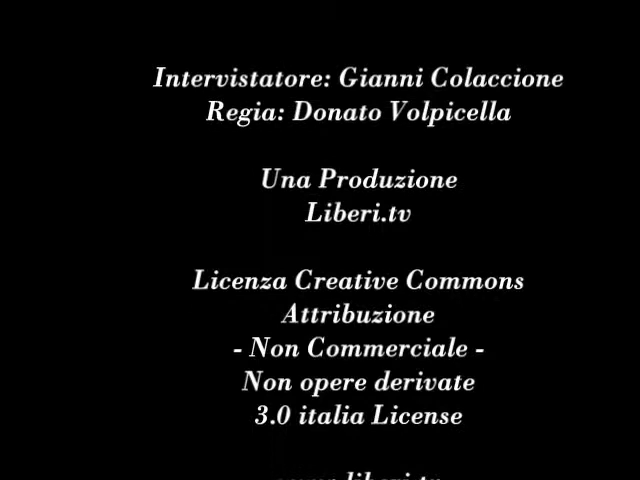 Intervistatore: Gianni Colaccione
Regia: Donato Volpicella
Una Produzione
Liberi.tv
Licenza Creative Commons
Attribuzione
- Non Commerciale -
Non opere derivate
3.0 italia License